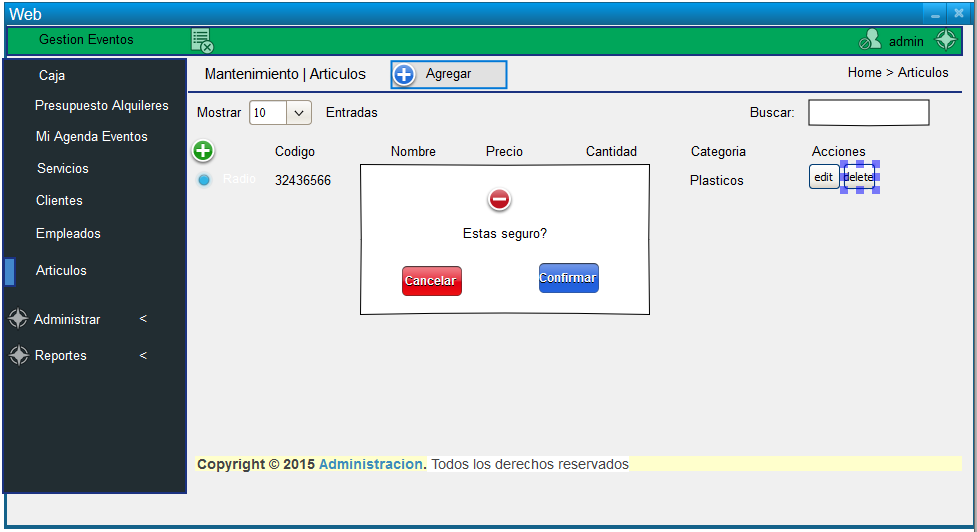 Web
Gestion Eventos
admin
Caja
Presupuesto Alquileres
Mi Agenda Eventos
Servicios
Clientes
Empleados
Articulos
Administrar <
Reportes <
Mantenimiento | Articulos
Agregar
Home > Articulos
Mostrar 10 Entradas
Buscar:
Codigo Nombre Precio Cantidad Categoria Acciones
Radio 32436566 Plasticos edit delete
Estas seguro?
Cancelar Confirmar
Copyright © 2015 Administracion. Todos los derechos reservados